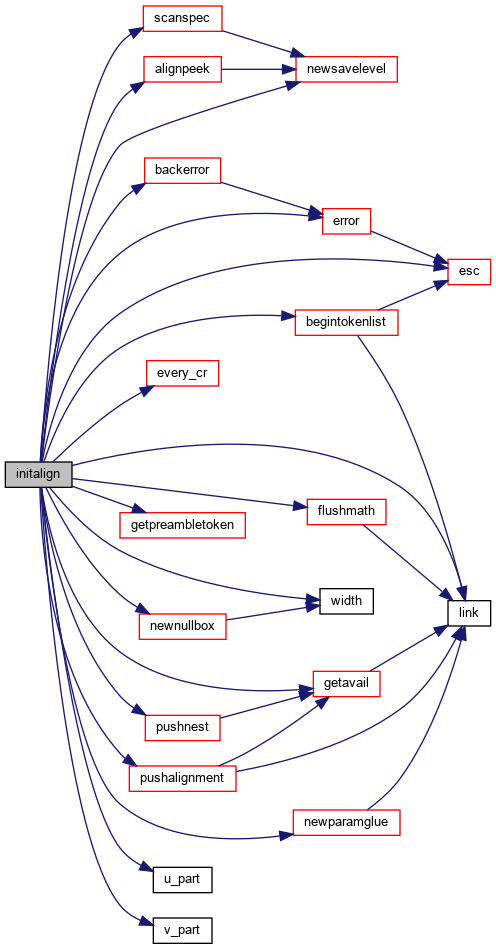 scanspec
alignpeek
newsavelevel
backerror
error
esc
begintokenlist
every_cr
initalign
flushmath
getpreambletoken
width
link
newnullbox
getavail
pushnest
pushalignment
newparamglue
u_part
v_part